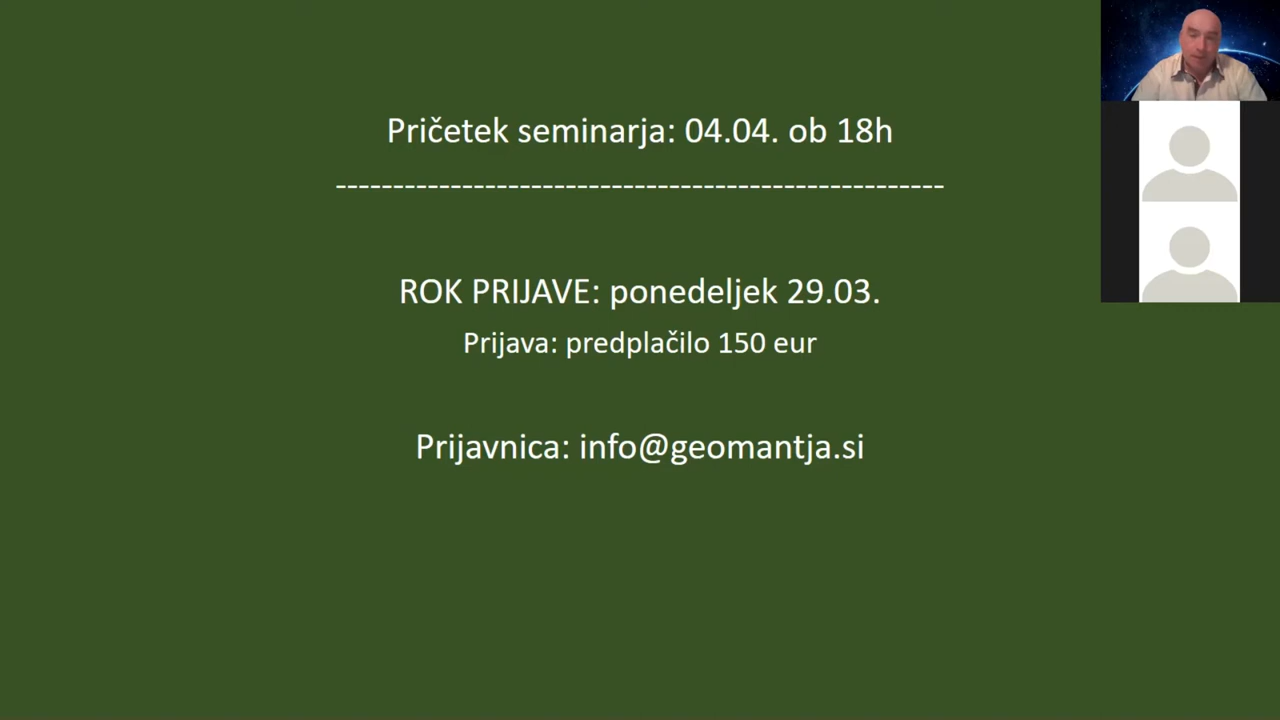 Pričetek seminarja: 04.04. ob 18h
-----------------------------------------------------
ROK PRIJAVE: ponedeljek 29.03.
Prijava: predplačilo 150 eur
Prijavnica: info@geomantja.si